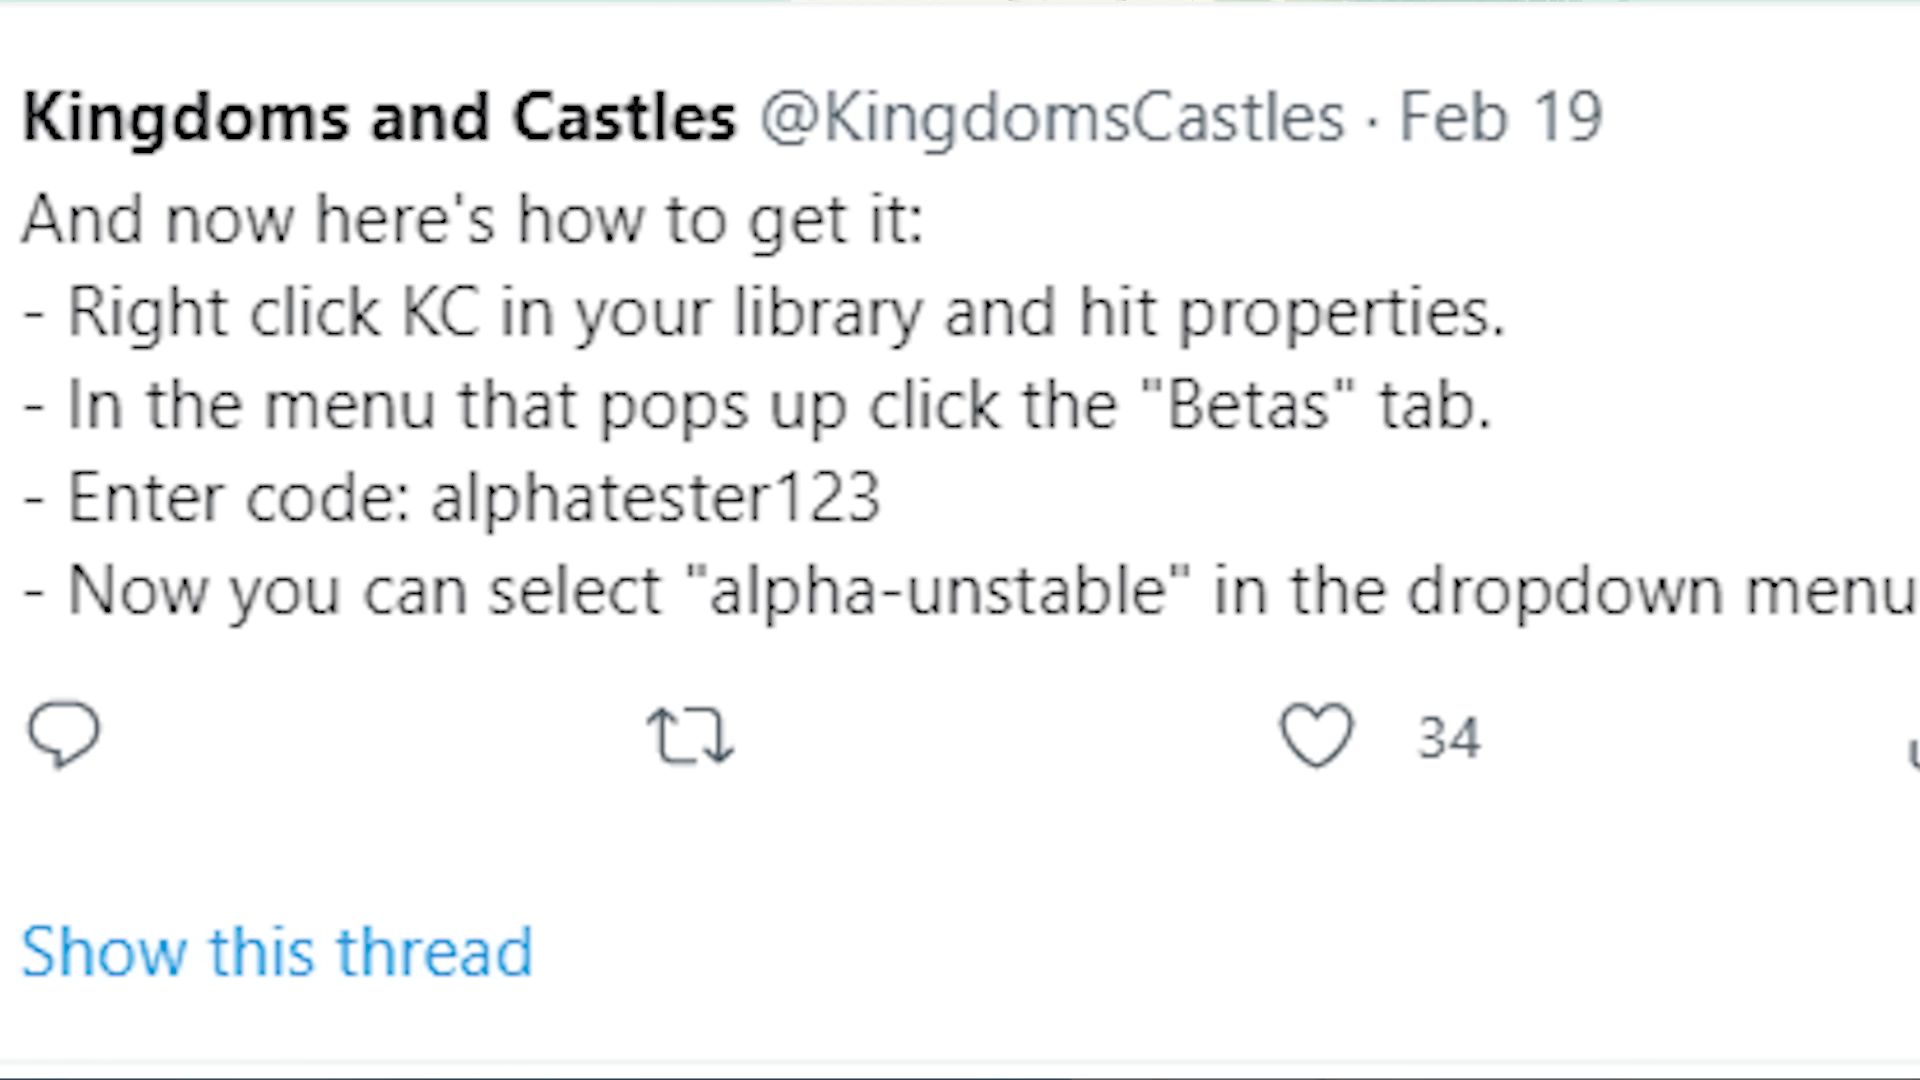 Kingdoms and Castles @KingdomsCastles · Feb 19
And now here's how to get it:
- Right click KC in your library and hit properties.
- In the menu that pops up click the "Betas" tab.
- Enter code: alphatester123
- Now you can select "alpha-unstable" in the dropdown menu
34
Show this thread